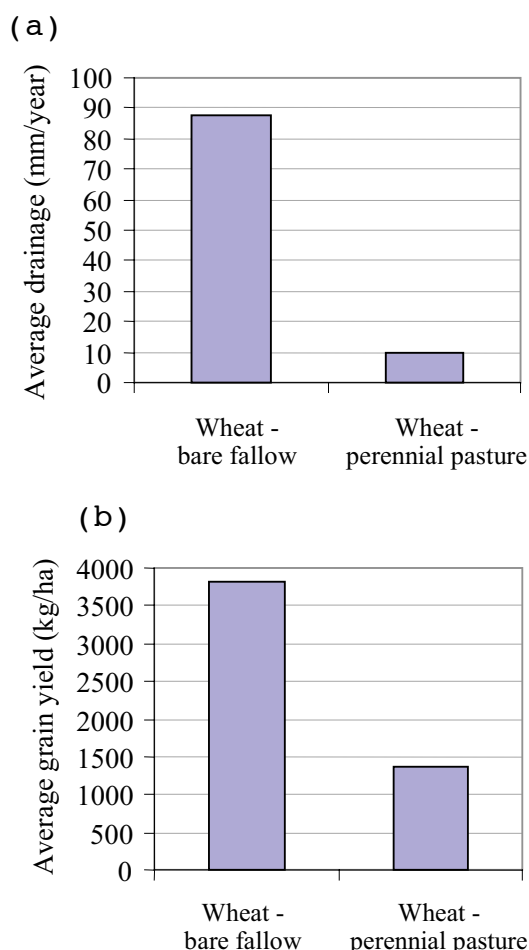 (a)
Average drainage (mm/year)
100
90
80
70
60
50
40
30
20
10
0
Wheat -
bare fallow
Wheat -
perennial pasture
(b)
Average grain yield (kg/ha)
4000
3500
3000
2500
2000
1500
1000
500
0
Wheat -
bare fallow
Wheat -
perennial pasture